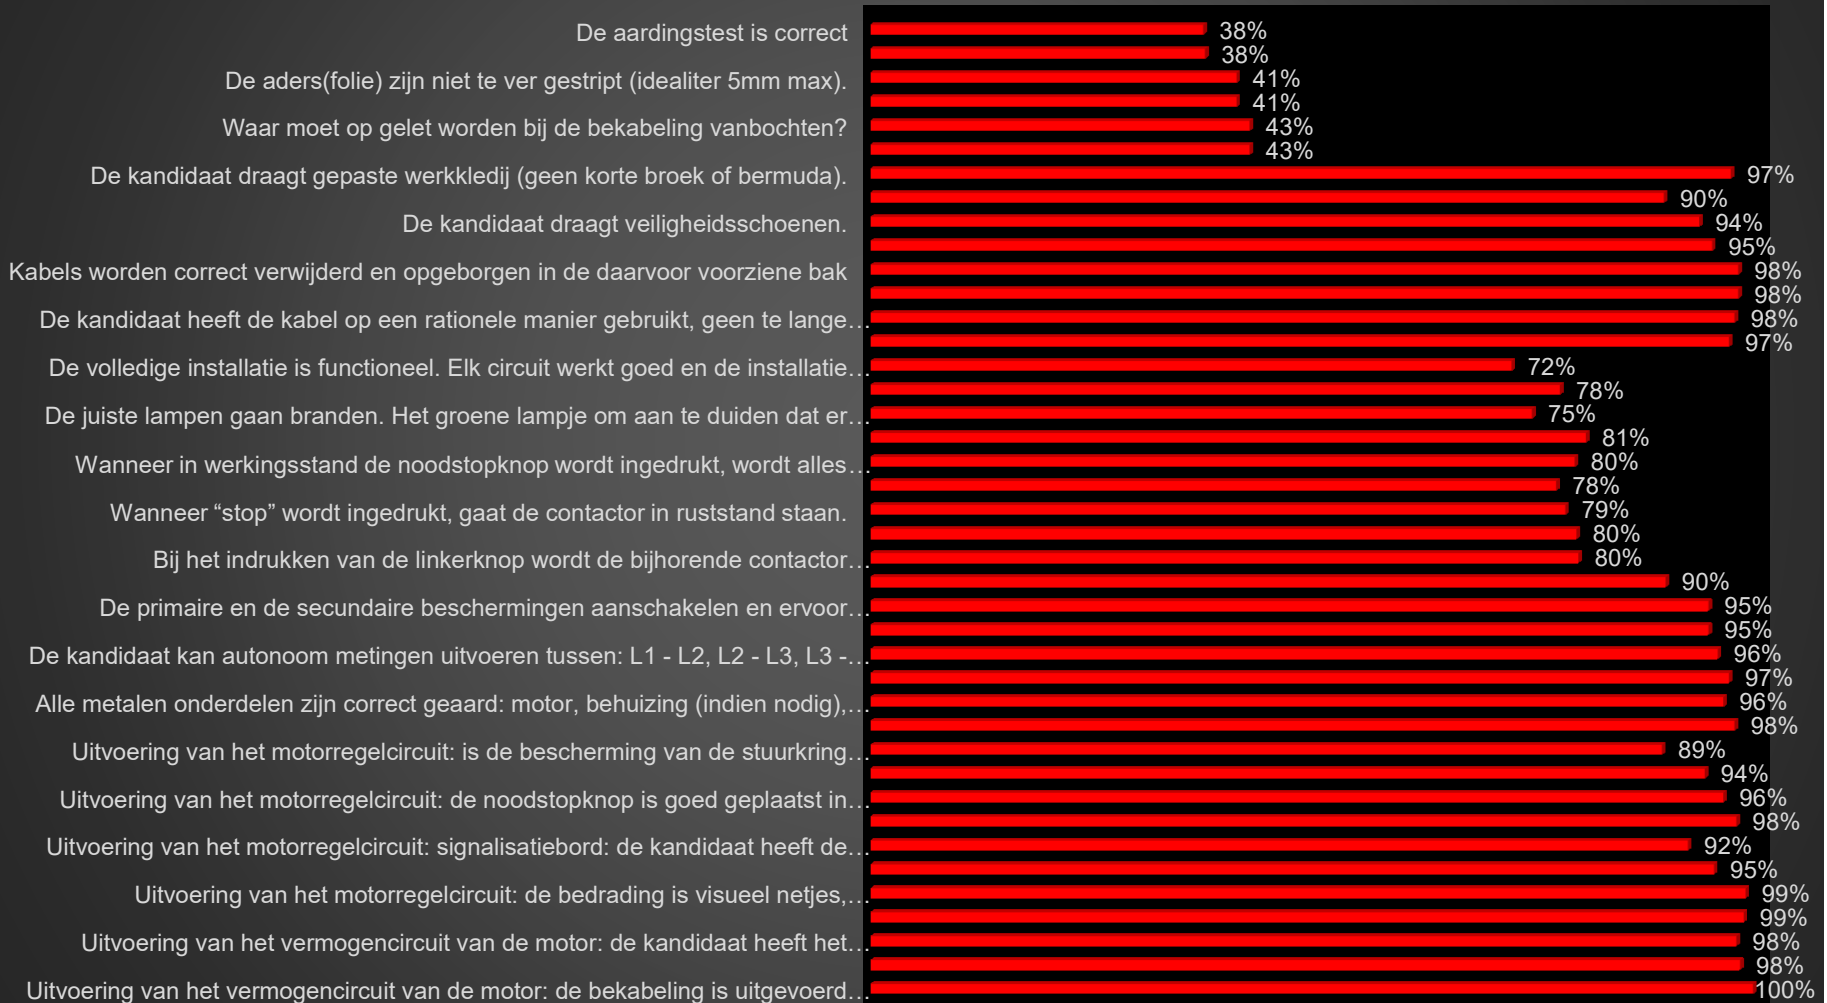 De aardingstest is correct 38%
38%
De aders(folie) zijn niet te ver gestript (idealiter 5mm max). 41%
41%
Waar moet op gelet worden bij de bekabeling vanbochten? 43%
43%
De kandidaat draagt gepaste werkkledij (geen korte broek of bermuda). 97%
90%
De kandidaat draagt veiligheidsschoenen. 94%
95%
Kabels worden correct verwijderd en opgeborgen in de daarvoor voorziene bak 98%
98%
De kandidaat heeft de kabel op een rationele manier gebruikt, geen te lange… 98%
97%
De volledige installatie is functioneel. Elk circuit werkt goed en de installatie… 72%
78%
De juiste lampen gaan branden. Het groene lampje om aan te duiden dat er… 75%
81%
Wanneer in werkingsstand de noodstopknop wordt ingedrukt, wordt alles… 80%
78%
Wanneer “stop” wordt ingedrukt, gaat de contactor in ruststand staan. 79%
80%
Bij het indrukken van de linkerknop wordt de bijhorende contactor… 80%
90%
De primaire en de secundaire beschermingen aanschakelen en ervoor… 95%
95%
De kandidaat kan autonoom metingen uitvoeren tussen: L1 - L2, L2 - L3, L3 -… 96%
97%
Alle metalen onderdelen zijn correct geaard: motor, behuizing (indien nodig),… 96%
98%
Uitvoering van het motorregelcircuit: is de bescherming van de stuurkring… 89%
94%
Uitvoering van het motorregelcircuit: de noodstopknop is goed geplaatst in… 96%
98%
Uitvoering van het motorregelcircuit: signalisatiebord: de kandidaat heeft de… 92%
95%
Uitvoering van het motorregelcircuit: de bedrading is visueel netjes,… 99%
99%
Uitvoering van het vermogencircuit van de motor: de kandidaat heeft het… 98%
98%
Uitvoering van het vermogencircuit van de motor: de bekabeling is uitgevoerd… 100%